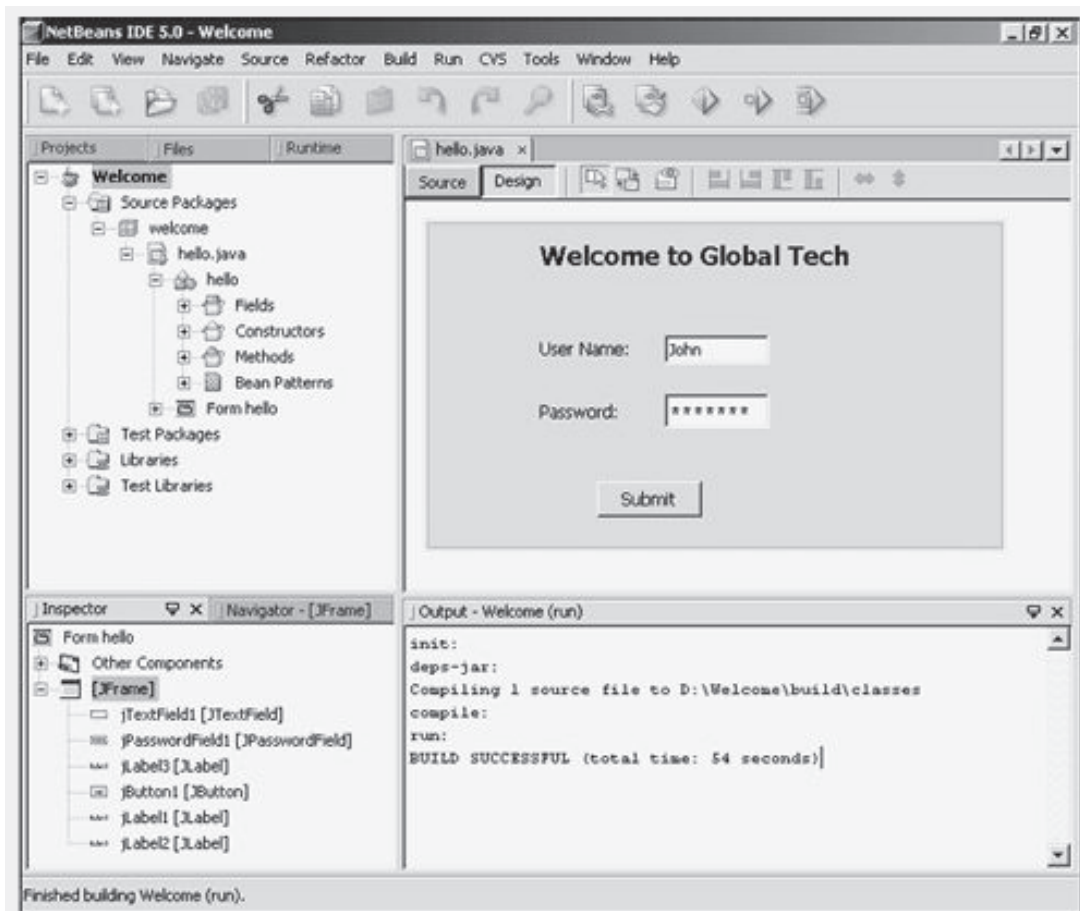 NetBeans IDE 5.0 - Welcome
File Edit View Navigate Source Refactor Build Run CVS Tools Window Help
Projects Files Runtime
Welcome
Source Packages
welcome
hello.java
hello
Fields
Constructors
Methods
Bean Patterns
Form hello
Test Packages
Libraries
Test Libraries
hello.java
Source Design
Welcome to Global Tech
User Name: John
Password: *******
Submit
Inspector Navigator - [JFrame]
Form hello
Other Components
[JFrame]
jTextField1 [JTextField]
jPasswordField1 [JPasswordField]
jLabel3 [JLabel]
jButton1 [JButton]
jLabel1 [JLabel]
jLabel2 [JLabel]
Output - Welcome (run)
init:
deps-jar:
Compiling 1 source file to D:\Welcome\build\classes
compile:
run:
BUILD SUCCESSFUL (total time: 54 seconds)
Finished building Welcome (run).